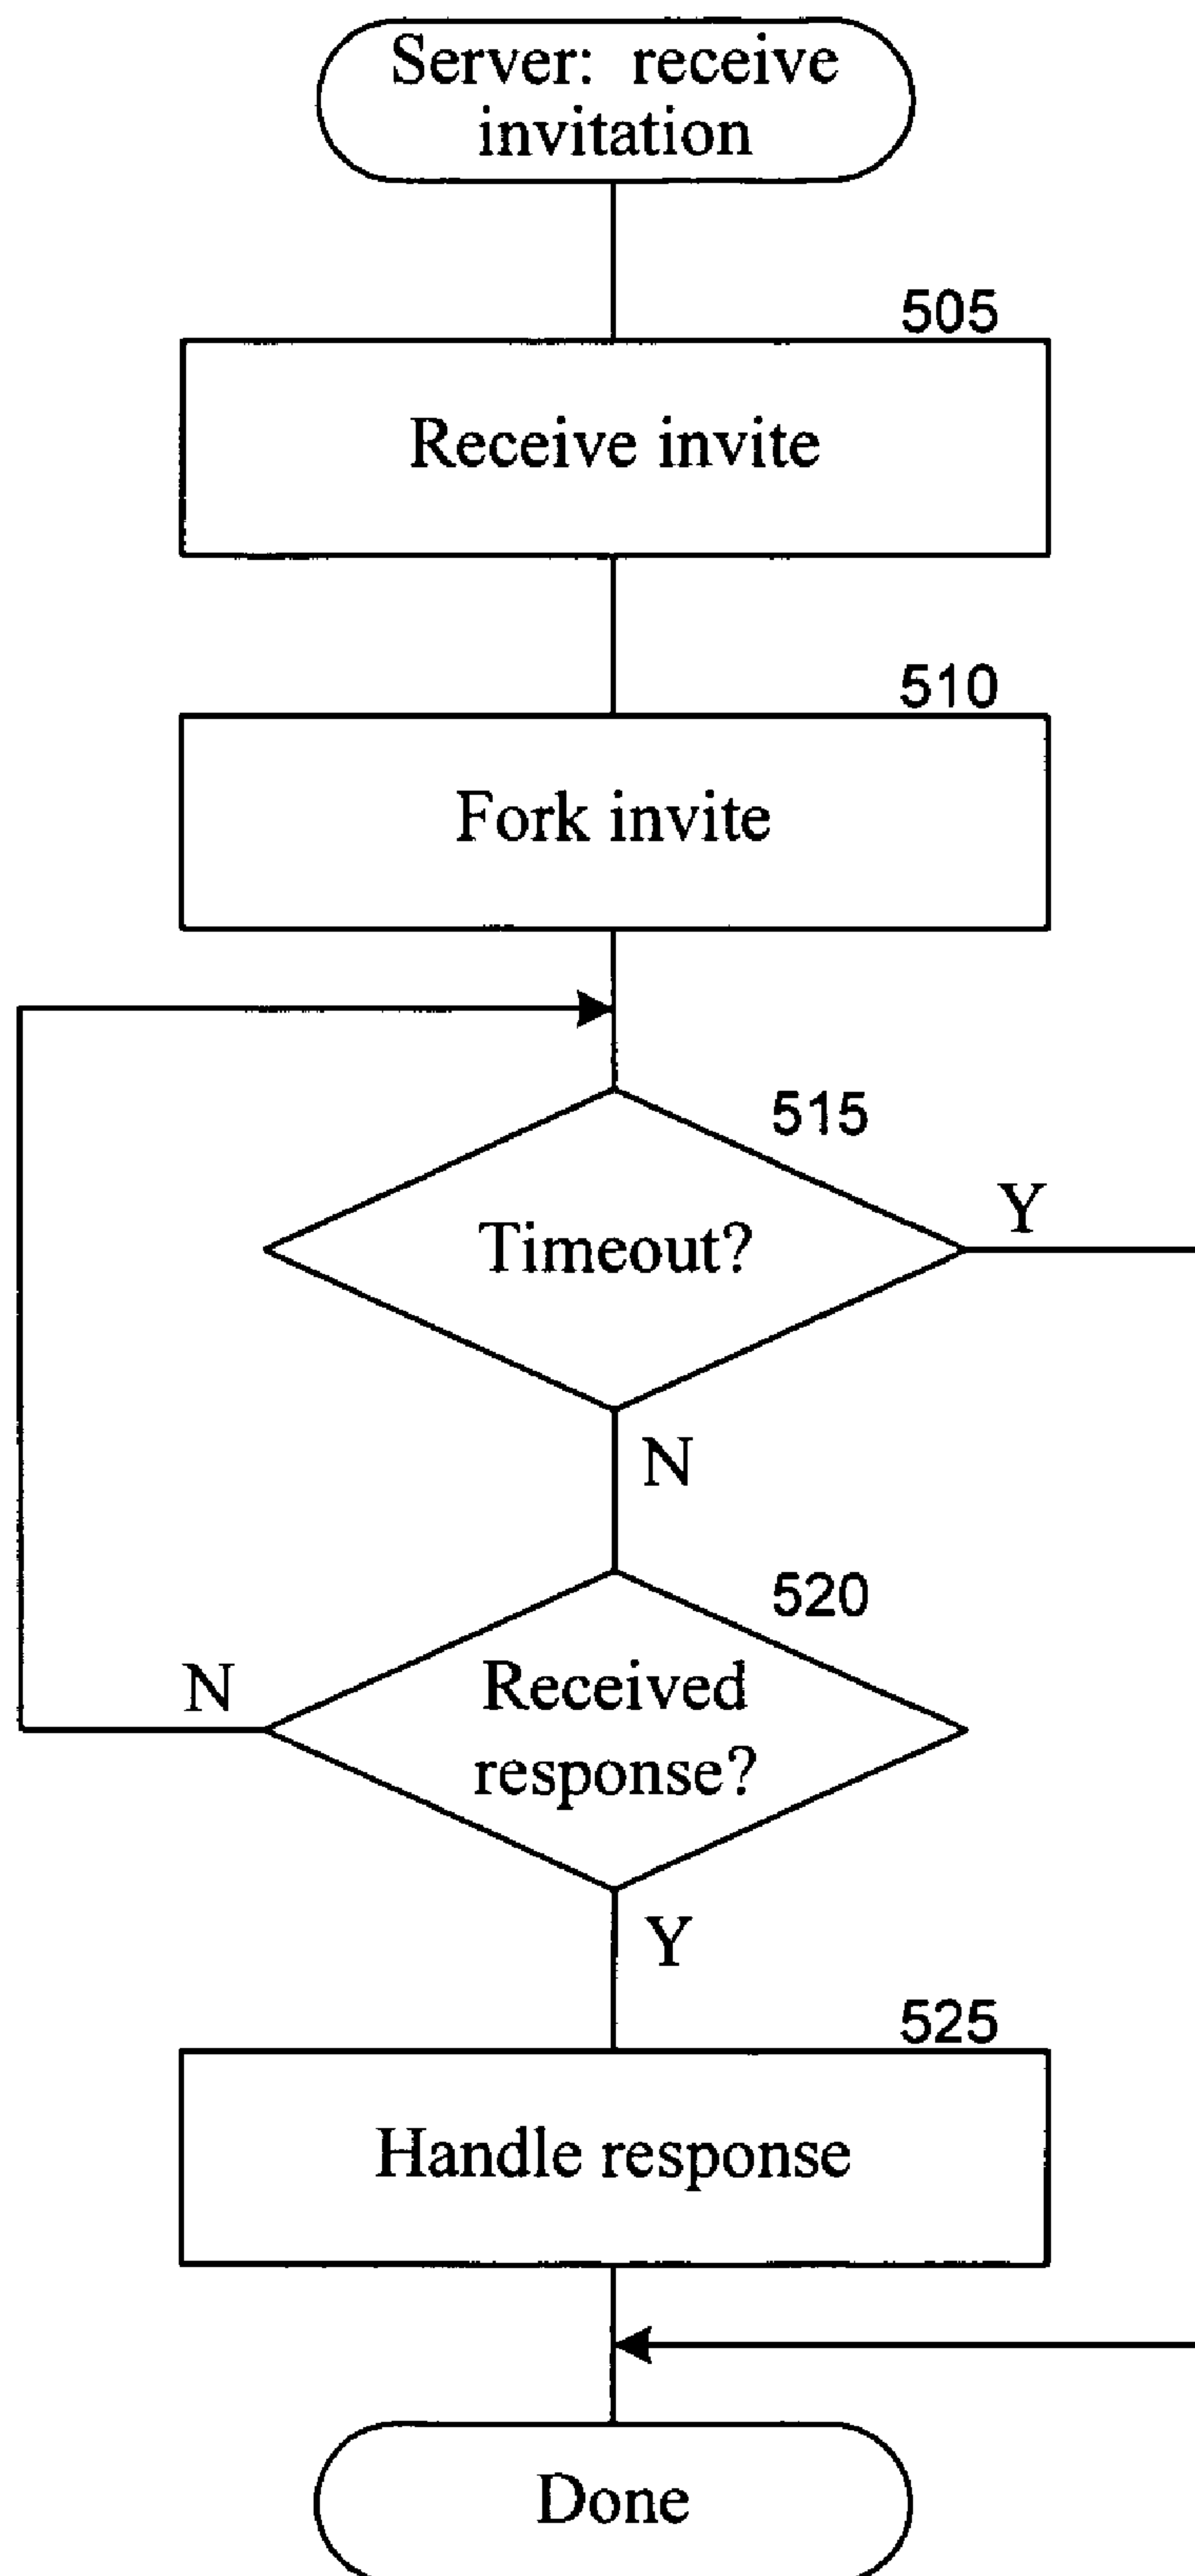 Server: receive
invitation
505
Receive invite
510
Fork invite
515
Timeout?
Y
N
520
Received
response?
N
Y
525
Handle response
Done